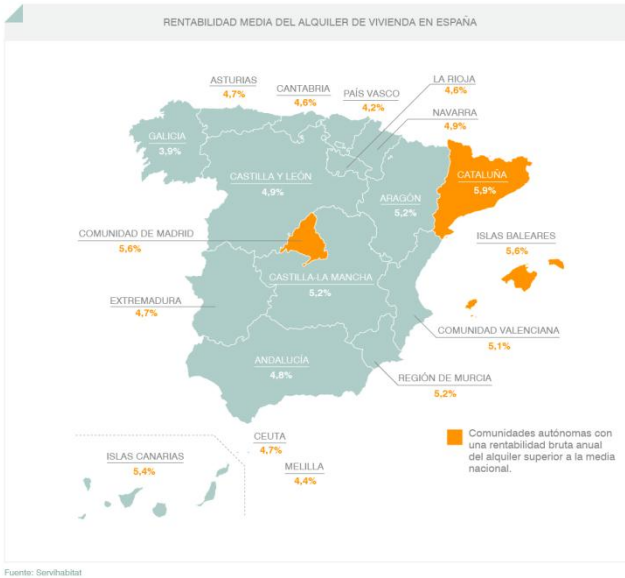 RENTABILIDAD MEDIA DEL ALQUILER DE VIVIENDA EN ESPAÑA
LA RIOJA
4,6%
ASTURIAS
4,7%
CANTABRIA
4,6%
PAÍS VASCO
4,2%
NAVARRA
4,9%
GALICIA
3,9%
CASTILLA Y LEÓN
4,9%
CATALUÑA
5,9%
ARAGÓN
5,2%
COMUNIDAD DE MADRID
5,6%
ISLAS BALEARES
5,6%
CASTILLA-LA MANCHA
5,2%
EXTREMADURA
4,7%
COMUNIDAD VALENCIANA
5,1%
ANDALUCÍA
4,8%
REGIÓN DE MURCIA
5,2%
CEUTA
4,7%
MELILLA
4,4%
ISLAS CANARIAS
5,4%
Comunidades autónomas con
una rentabilidad bruta anual
del alquiler superior a la media
nacional.
Fuente: Servihabitat